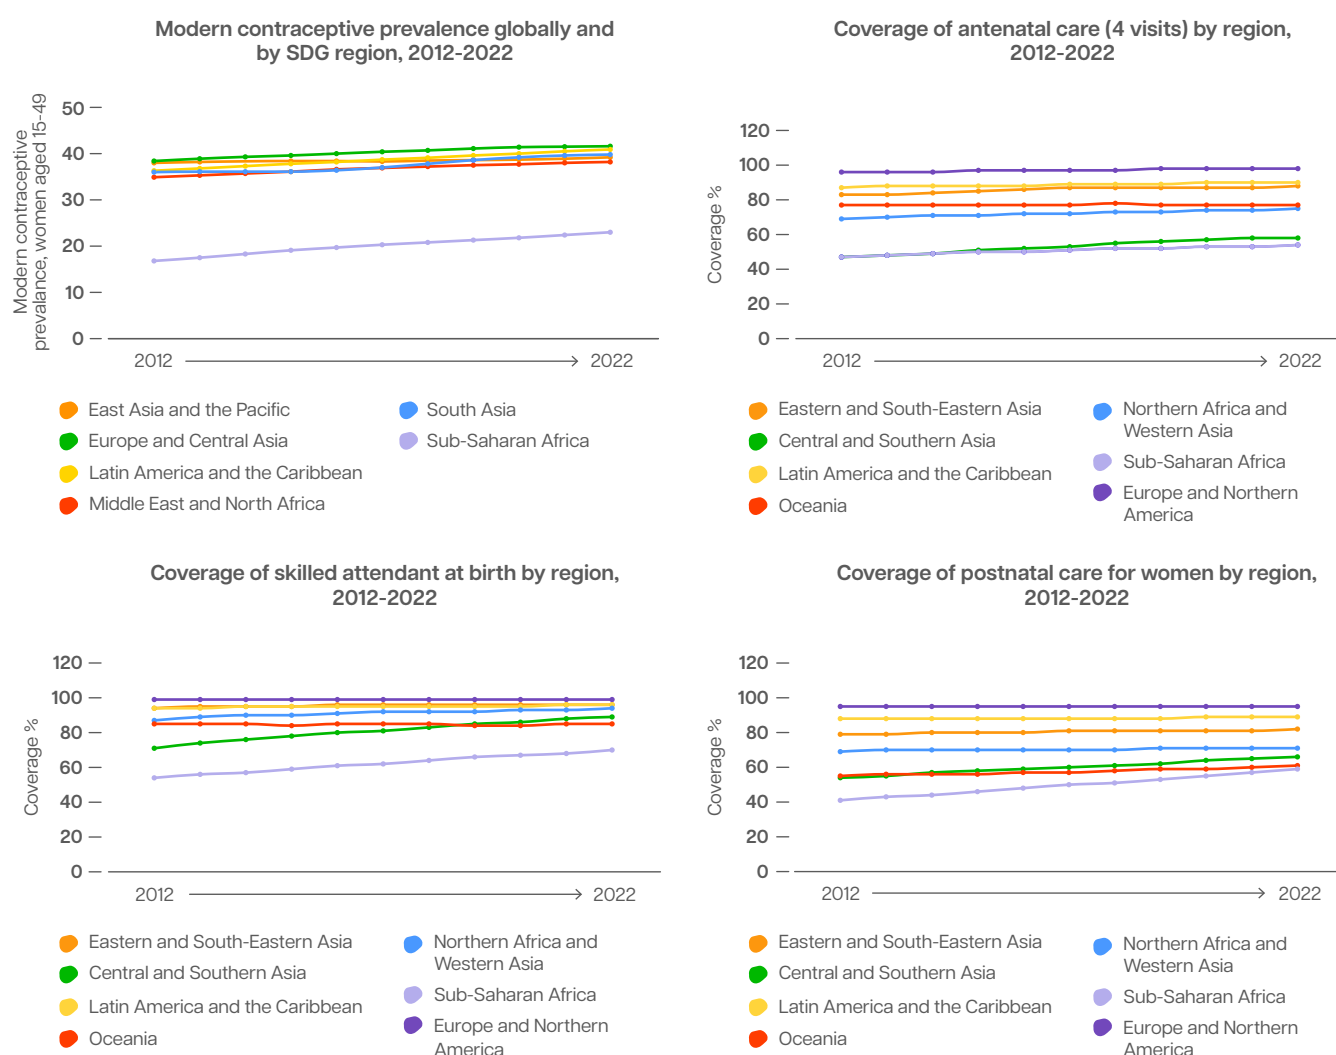 Modern contraceptive prevalence globally and
by SDG region, 2012-2022
Modern contraceptive
prevalance, women aged 15-49
50
40
30
20
10
0
2012
2022
East Asia and the Pacific
Europe and Central Asia
Latin America and the Caribbean
Middle East and North Africa
South Asia
Sub-Saharan Africa
Coverage of antenatal care (4 visits) by region,
2012-2022
Coverage %
120
100
80
60
40
20
0
2012
2022
Eastern and South-Eastern Asia
Central and Southern Asia
Latin America and the Caribbean
Oceania
Northern Africa and
Western Asia
Sub-Saharan Africa
Europe and Northern
America
Coverage of skilled attendant at birth by region,
2012-2022
Coverage %
120
100
80
60
40
20
0
2012
2022
Eastern and South-Eastern Asia
Central and Southern Asia
Latin America and the Caribbean
Oceania
Northern Africa and
Western Asia
Sub-Saharan Africa
Europe and Northern
America
Coverage of postnatal care for women by region,
2012-2022
Coverage %
120
100
80
60
40
20
0
2012
2022
Eastern and South-Eastern Asia
Central and Southern Asia
Latin America and the Caribbean
Oceania
Northern Africa and
Western Asia
Sub-Saharan Africa
Europe and Northern
America